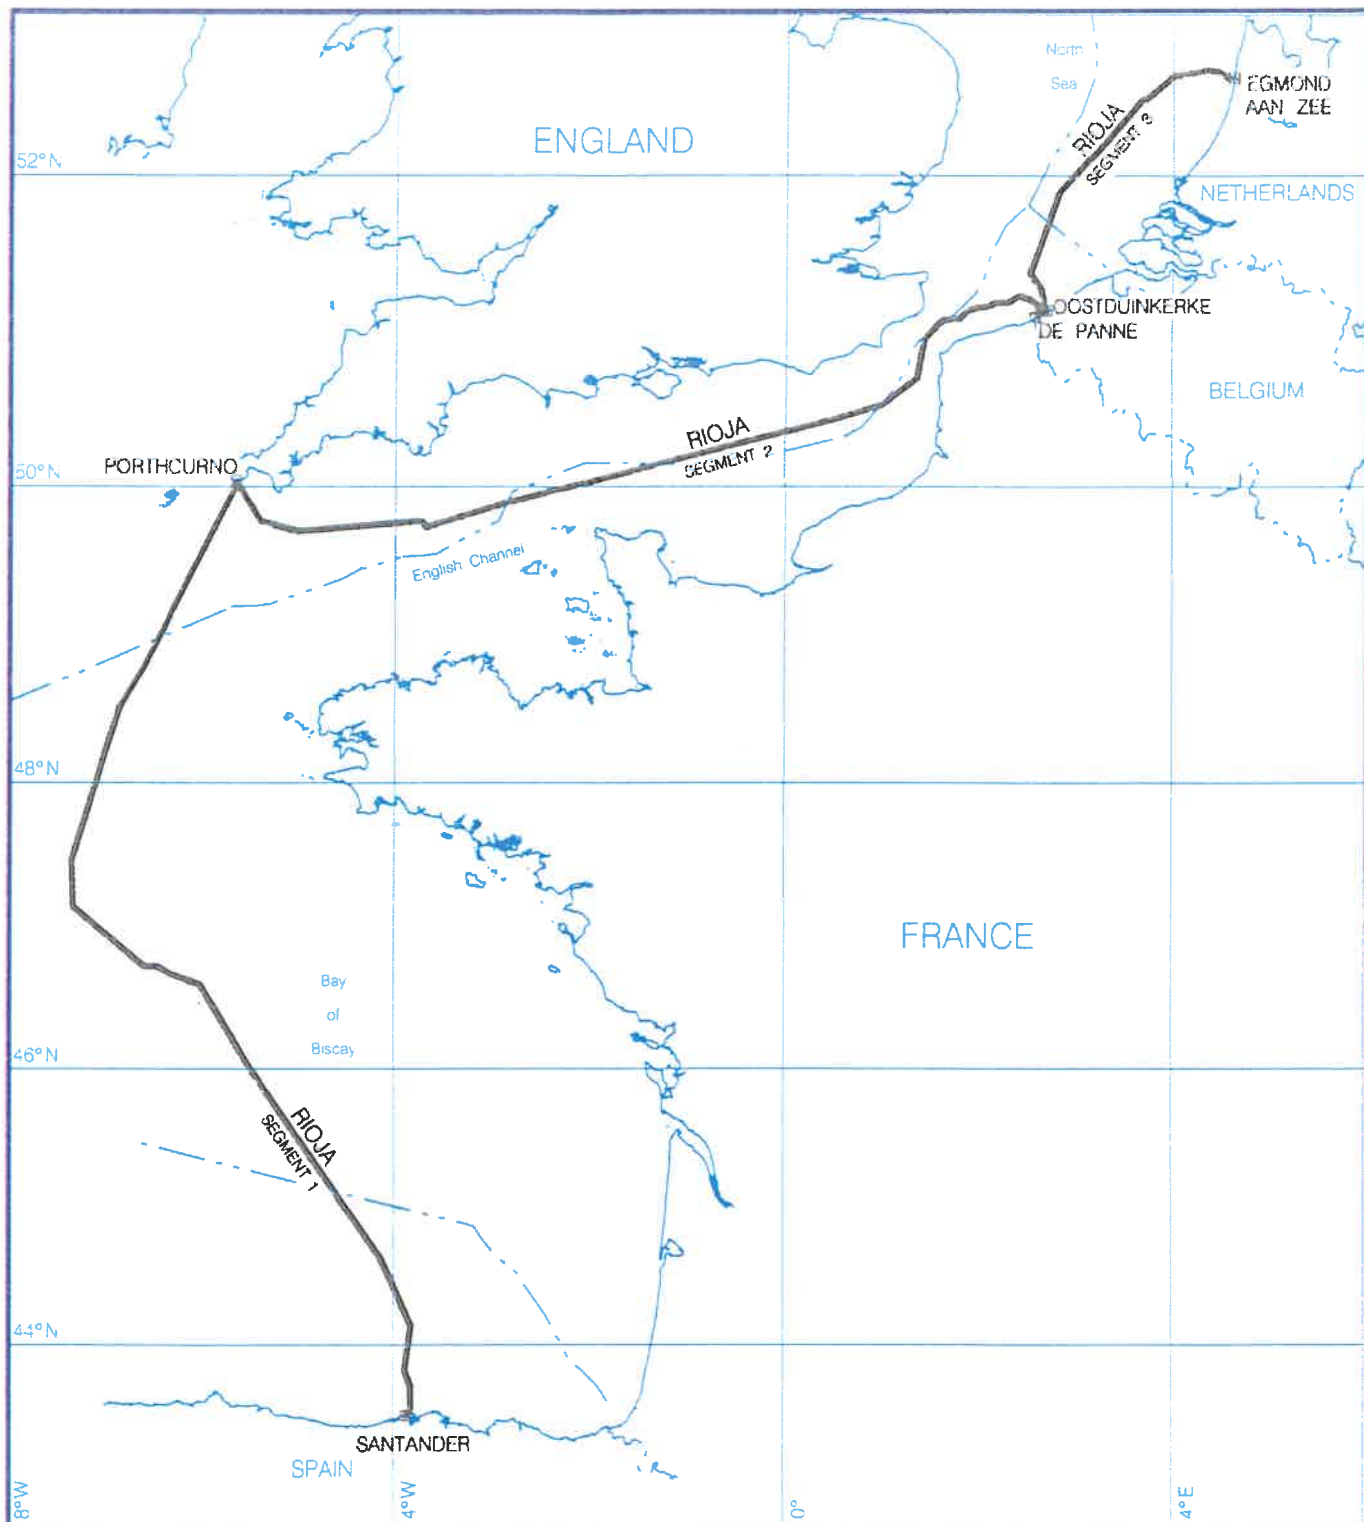 North
Sea
EGMOND
AAN ZEE
ENGLAND
RIOJA
SEGMENT 3
52°N
NETHERLANDS
OOSTDUINKERKE
DE PANNE
BELGIUM
RIOJA
SEGMENT 2
PORTHCURNO
50°N
English Channel
48°N
FRANCE
Bay
of
Biscay
46°N
RIOJA
SEGMENT 1
44°N
SANTANDER
SPAIN
8°W
4°W
0°
4°E